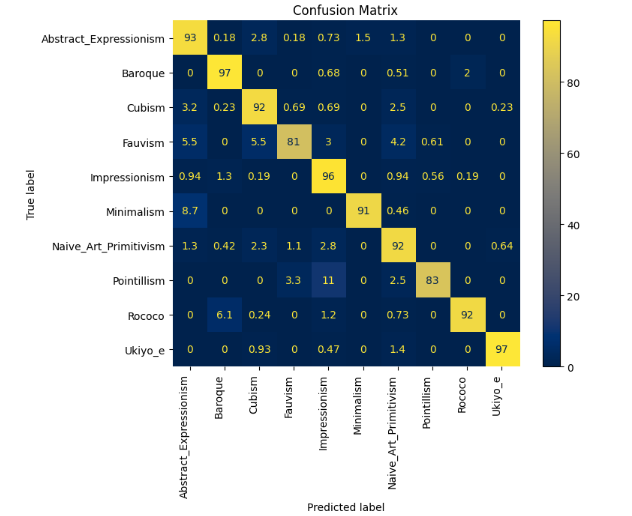 Confusion Matrix
Abstract_Expressionism 93 0.18 2.8 0.18 0.73 1.5 1.3 0 0 0
Baroque 0 97 0 0 0.68 0 0.51 0 2 0
80
Cubism 3.2 0.23 92 0.69 0.69 0 2.5 0 0 0.23
Fauvism 5.5 0 5.5 81 3 0 4.2 0.61 0 0
60
Impressionism 0.94 1.3 0.19 0 96 0 0.94 0.56 0.19 0
True label
Minimalism 8.7 0 0 0 0 91 0.46 0 0 0
40
Naive_Art_Primitivism 1.3 0.42 2.3 1.1 2.8 0 92 0 0 0.64
Pointillism 0 0 0 3.3 11 0 2.5 83 0 0
20
Rococo 0 6.1 0.24 0 1.2 0 0.73 0 92 0
Ukiyo_e 0 0 0.93 0 0.47 0 1.4 0 0 97
0
Abstract_Expressionism
Baroque
Cubism
Fauvism
Impressionism
Minimalism
Naive_Art_Primitivism
Pointillism
Rococo
Ukiyo_e
Predicted label